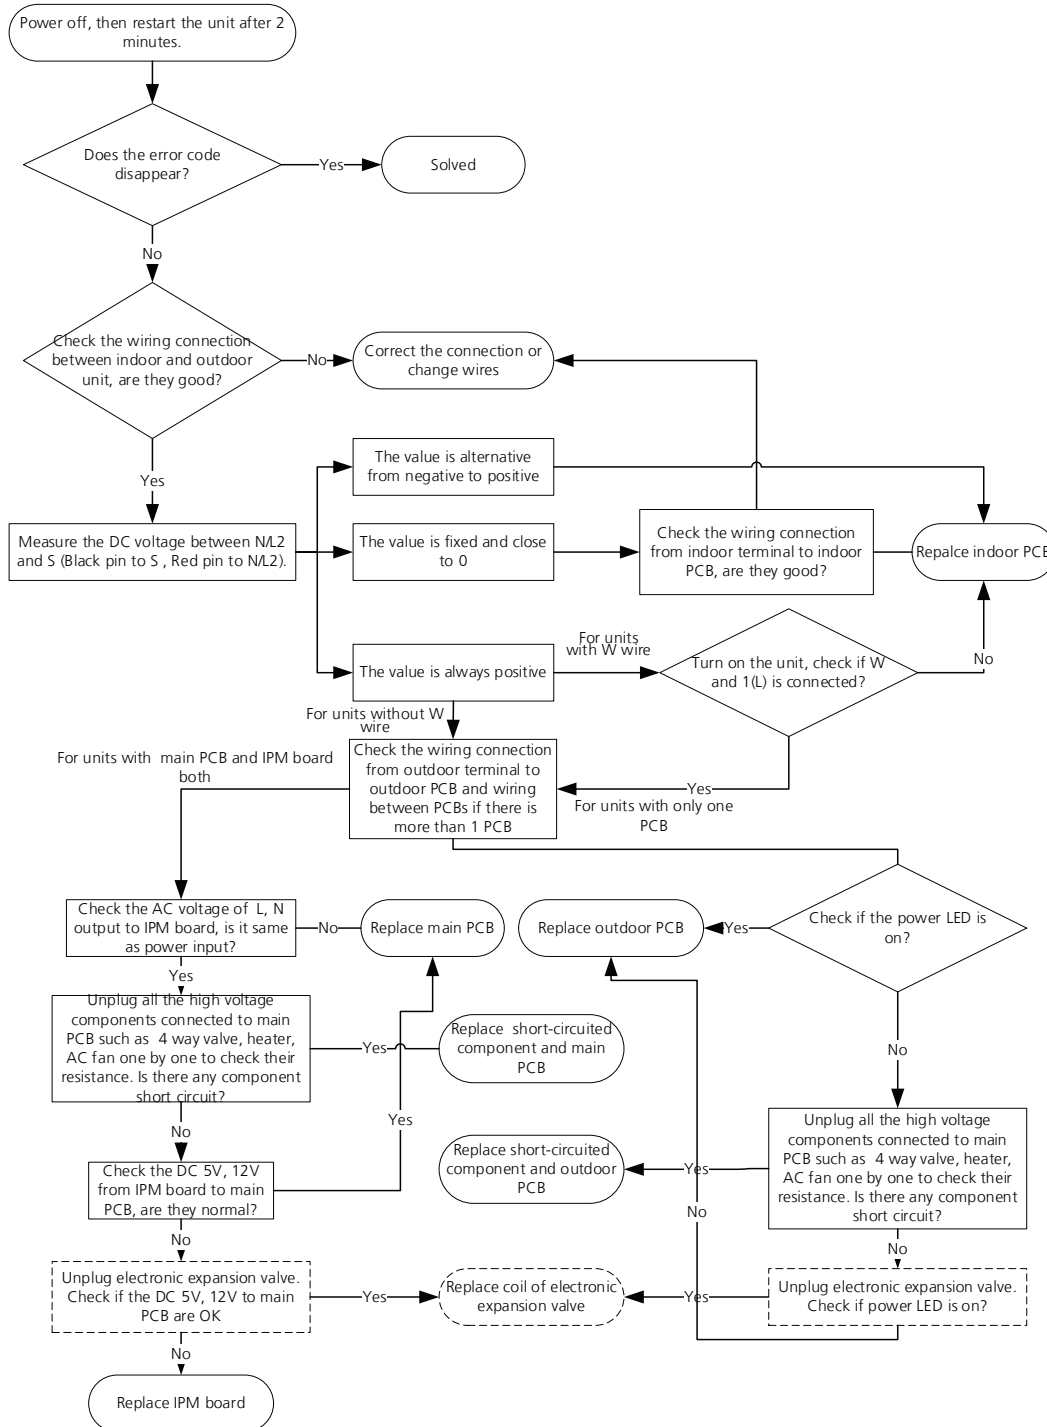 Power off, then restart the unit after 2
minutes.
Does the error code
disappear?
Yes
Solved
No
Check the wiring connection
between indoor and outdoor
unit, are they good?
No
Correct the connection or
change wires
Yes
The value is alternative
from negative to positive
Measure the DC voltage between N/L2
and S (Black pin to S , Red pin to N/L2).
The value is fixed and close
to 0
Check the wiring connection
from indoor terminal to indoor
PCB, are they good?
Repalce indoor PCB
For units
with W wire
The value is always positive
Turn on the unit, check if W
and 1(L) is connected?
No
For units without W
wire
For units with  main PCB and IPM board
both
Check the wiring connection
from outdoor terminal to
outdoor PCB and wiring
between PCBs if there is
more than 1 PCB
Yes
For units with only one
PCB
Check the AC voltage of  L, N
output to IPM board, is it same
as power input?
No
Replace main PCB
Replace outdoor PCB
Yes
Check if the power LED is
on?
Yes
Unplug all the high voltage
components connected to main
PCB such as  4 way valve, heater,
AC fan one by one to check their
resistance. Is there any component
short circuit?
Yes
Replace  short-circuited
component and main
PCB
No
Yes
No
Unplug all the high voltage
components connected to main
PCB such as  4 way valve, heater,
AC fan one by one to check their
resistance. Is there any component
short circuit?
Yes
Replace short-circuited
component and outdoor
PCB
Check the DC 5V, 12V
from IPM board to main
PCB, are they normal?
No
No
No
Unplug electronic expansion valve.
Check if the DC 5V, 12V to main
PCB are OK
Yes
Replace coil of electronic
expansion valve
Yes
Unplug electronic expansion valve.
Check if power LED is on?
No
Replace IPM board